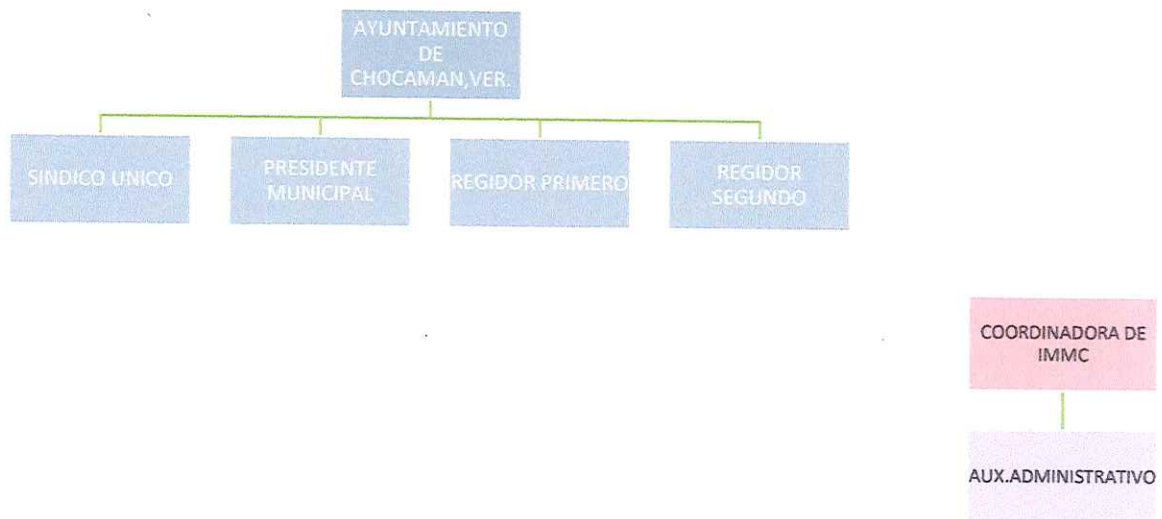 AYUNTAMIENTO
DE
CHOCAMAN,VER.
SINDICO UNICO
PRESIDENTE
MUNICIPAL
REGIDOR PRIMERO
REGIDOR
SEGUNDO
COORDINADORA DE
IMMC
AUX.ADMINISTRATIVO